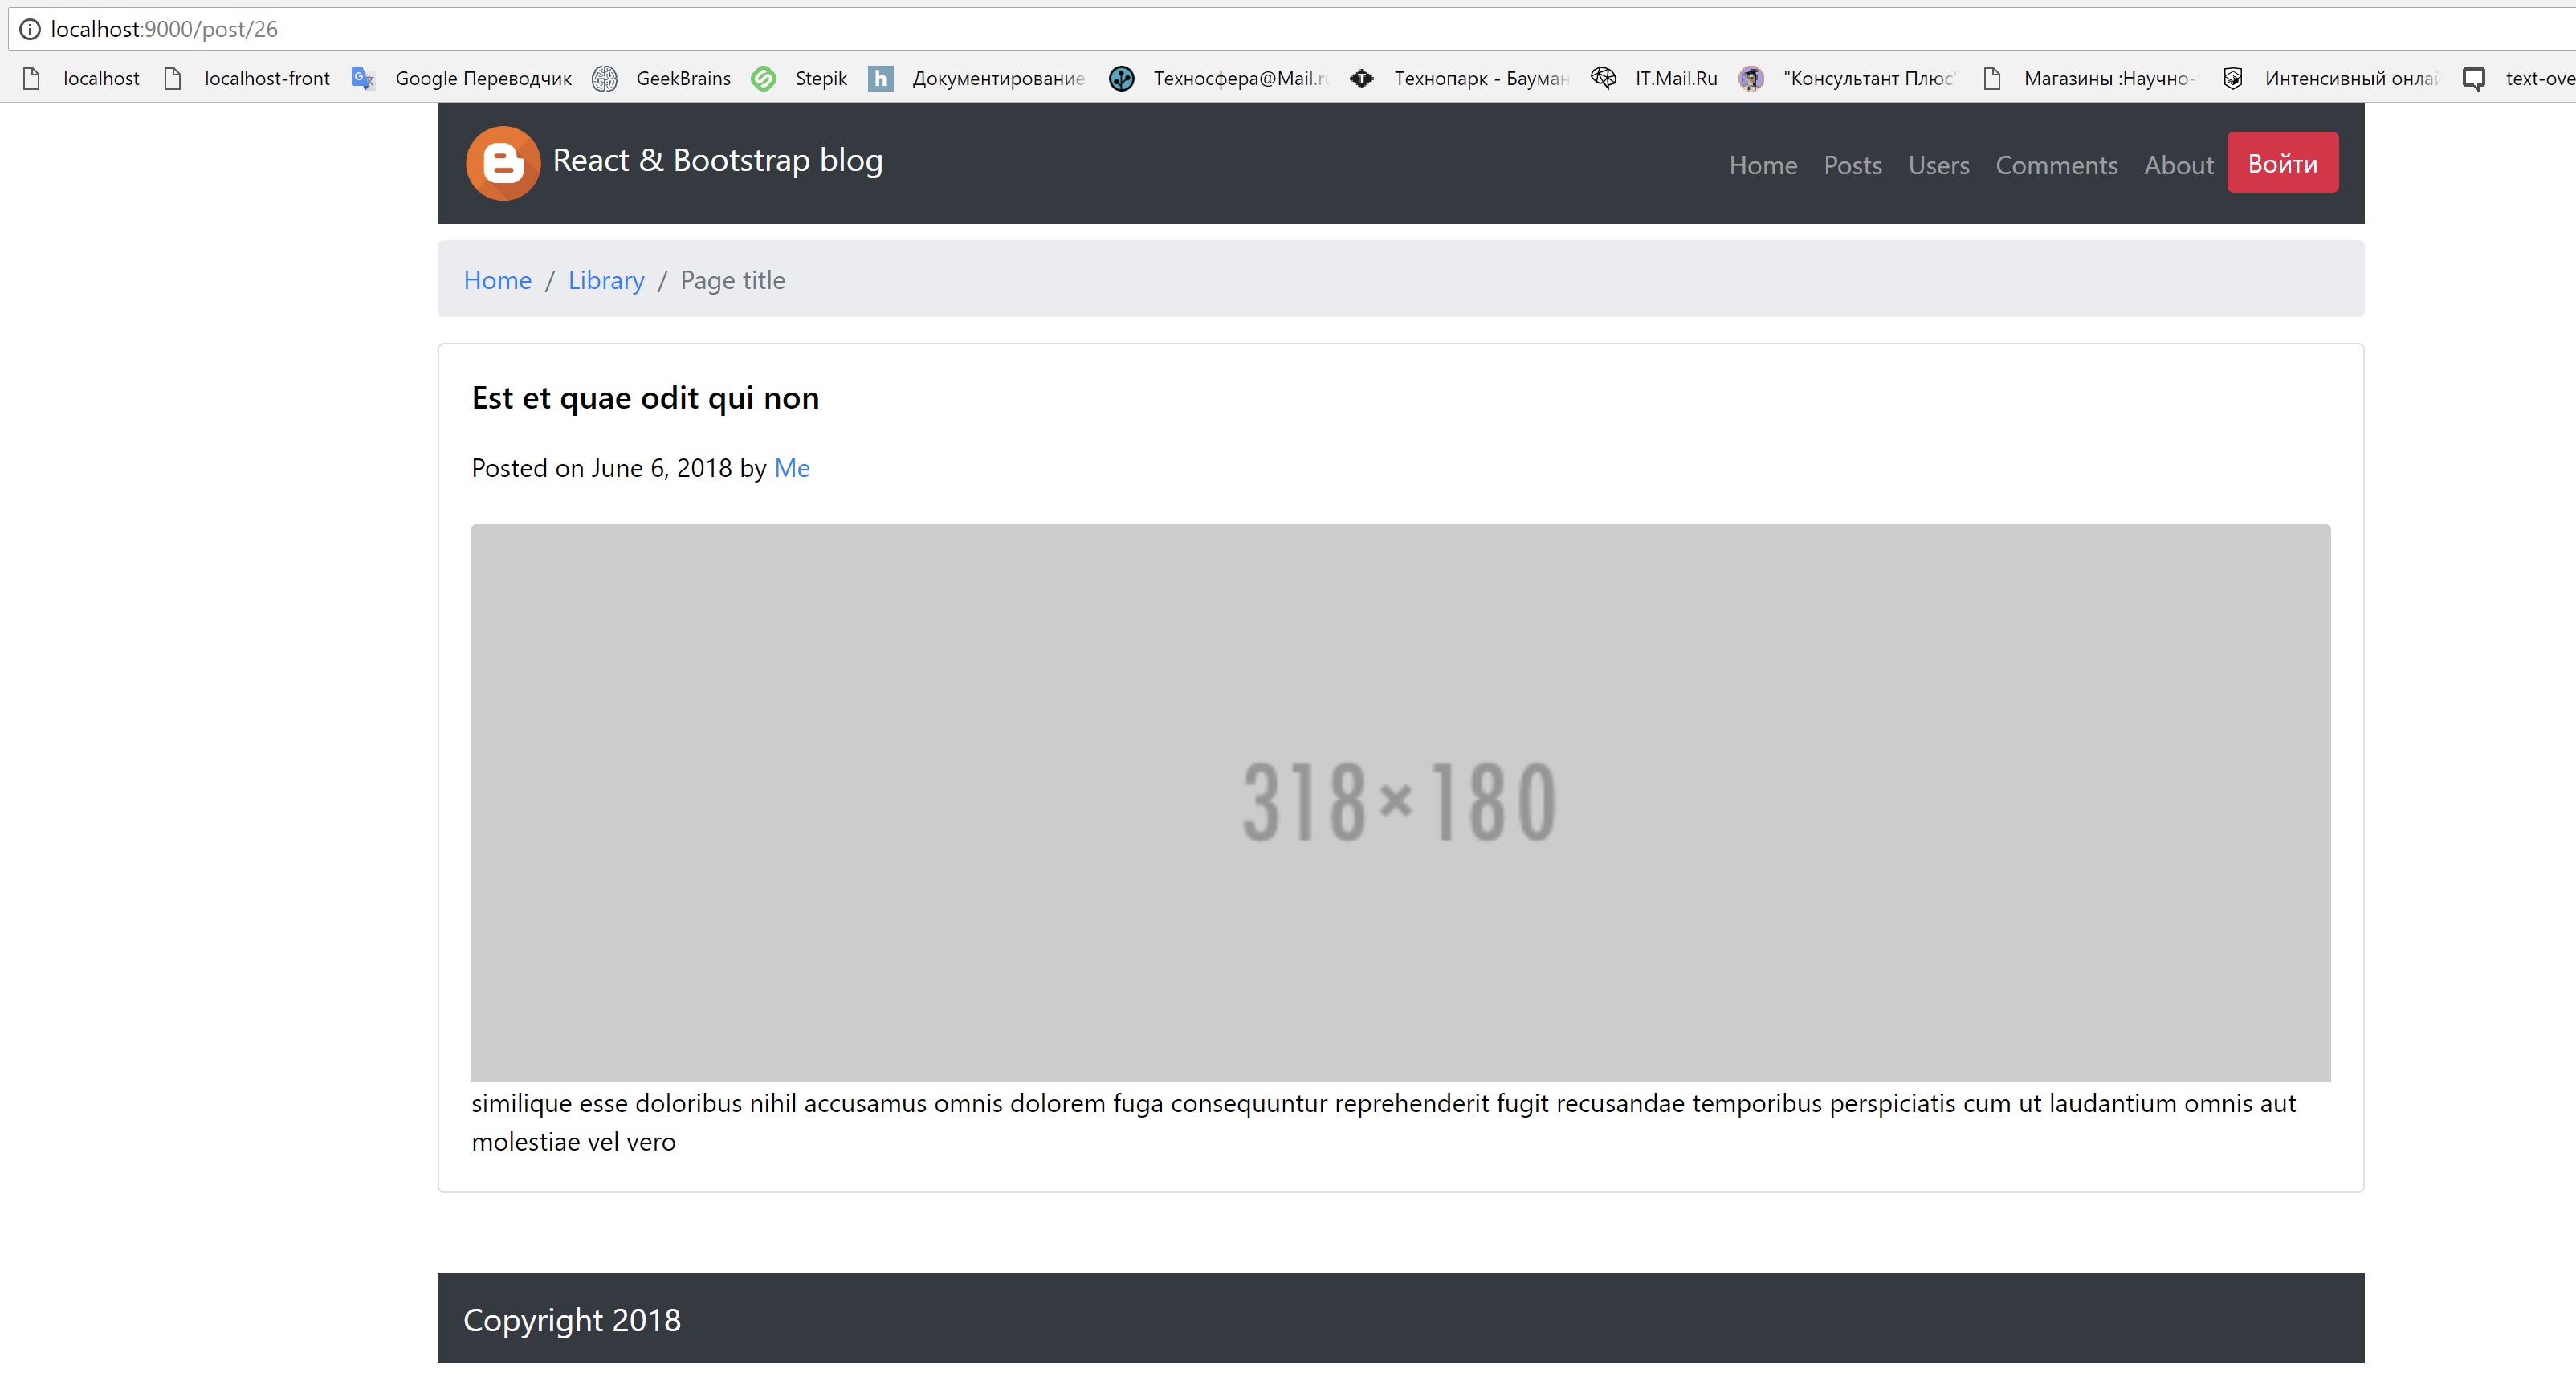 localhost:9000/post/26
localhost localhost-front Google Переводчик GeekBrains Stepik Документирование Техносфера@Mail.ru Технопарк - Бауман IT.Mail.Ru "Консультант Плюс" Магазины :Научно- Интенсивный text-ove
React & Bootstrap blog Home Posts Users Comments About Войти
Home / Library / Page title
Est et quae odit qui non
Posted on June 6, 2018 by Me
318×180
similique esse doloribus nihil accusamus omnis dolorem fuga consequuntur reprehenderit fugit recusandae temporibus perspiciatis cum ut laudantium omnis aut
molestiae vel vero
Copyright 2018